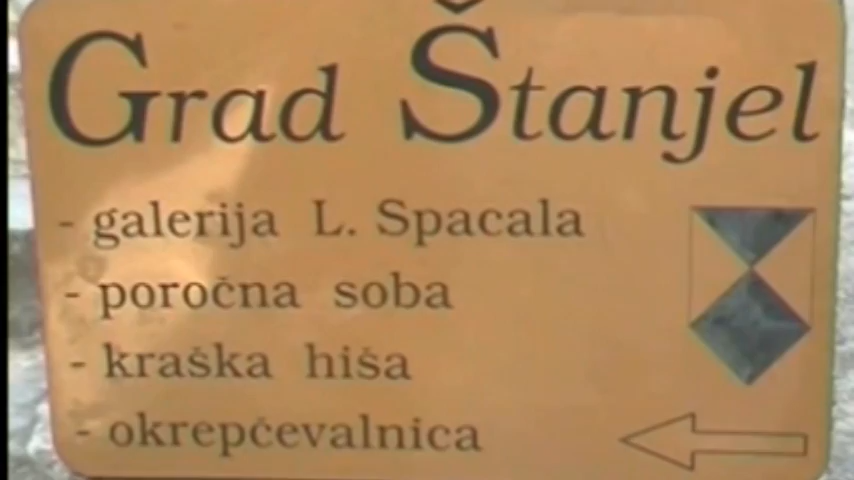 Grad Štanjel
- galerija L. Spacala
- poročna soba
- kraška hiša
- okrepčevalnica